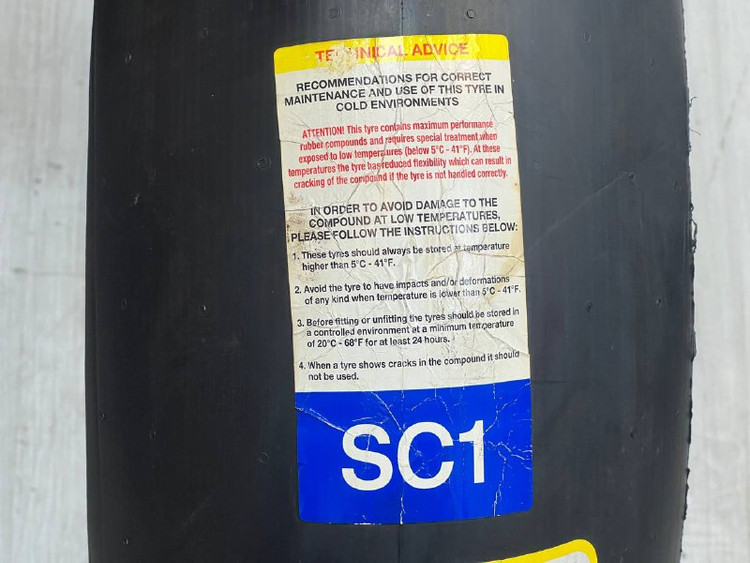 TECHNICAL ADVICE
RECOMMENDATIONS FOR CORRECT
MAINTENANCE AND USE OF THIS TYRE IN
COLD ENVIRONMENTS
ATTENTION! This tyre contains maximum performance
rubber compounds and requires special treatment when
exposed to low temperatures (below 5°C - 41°F). At these
temperatures the tyre has reduced flexibility which can result in
cracking of the compound if the tyre is not handled correctly.
IN ORDER TO AVOID DAMAGE TO THE
COMPOUND AT LOW TEMPERATURES,
PLEASE FOLLOW THE INSTRUCTIONS BELOW:
1. These tyres should always be stored at temperature
higher than 5°C - 41°F.
2. Avoid the tyre to have impacts and/or deformations
of any kind when temperature is lower than 5°C - 41°F.
3. Before fitting or unfitting the tyres should be stored in
a controlled environment at a minimum temperature
of 20°C - 68°F for at least 24 hours.
4. When a tyre shows cracks in the compound it should
not be used.
SC1